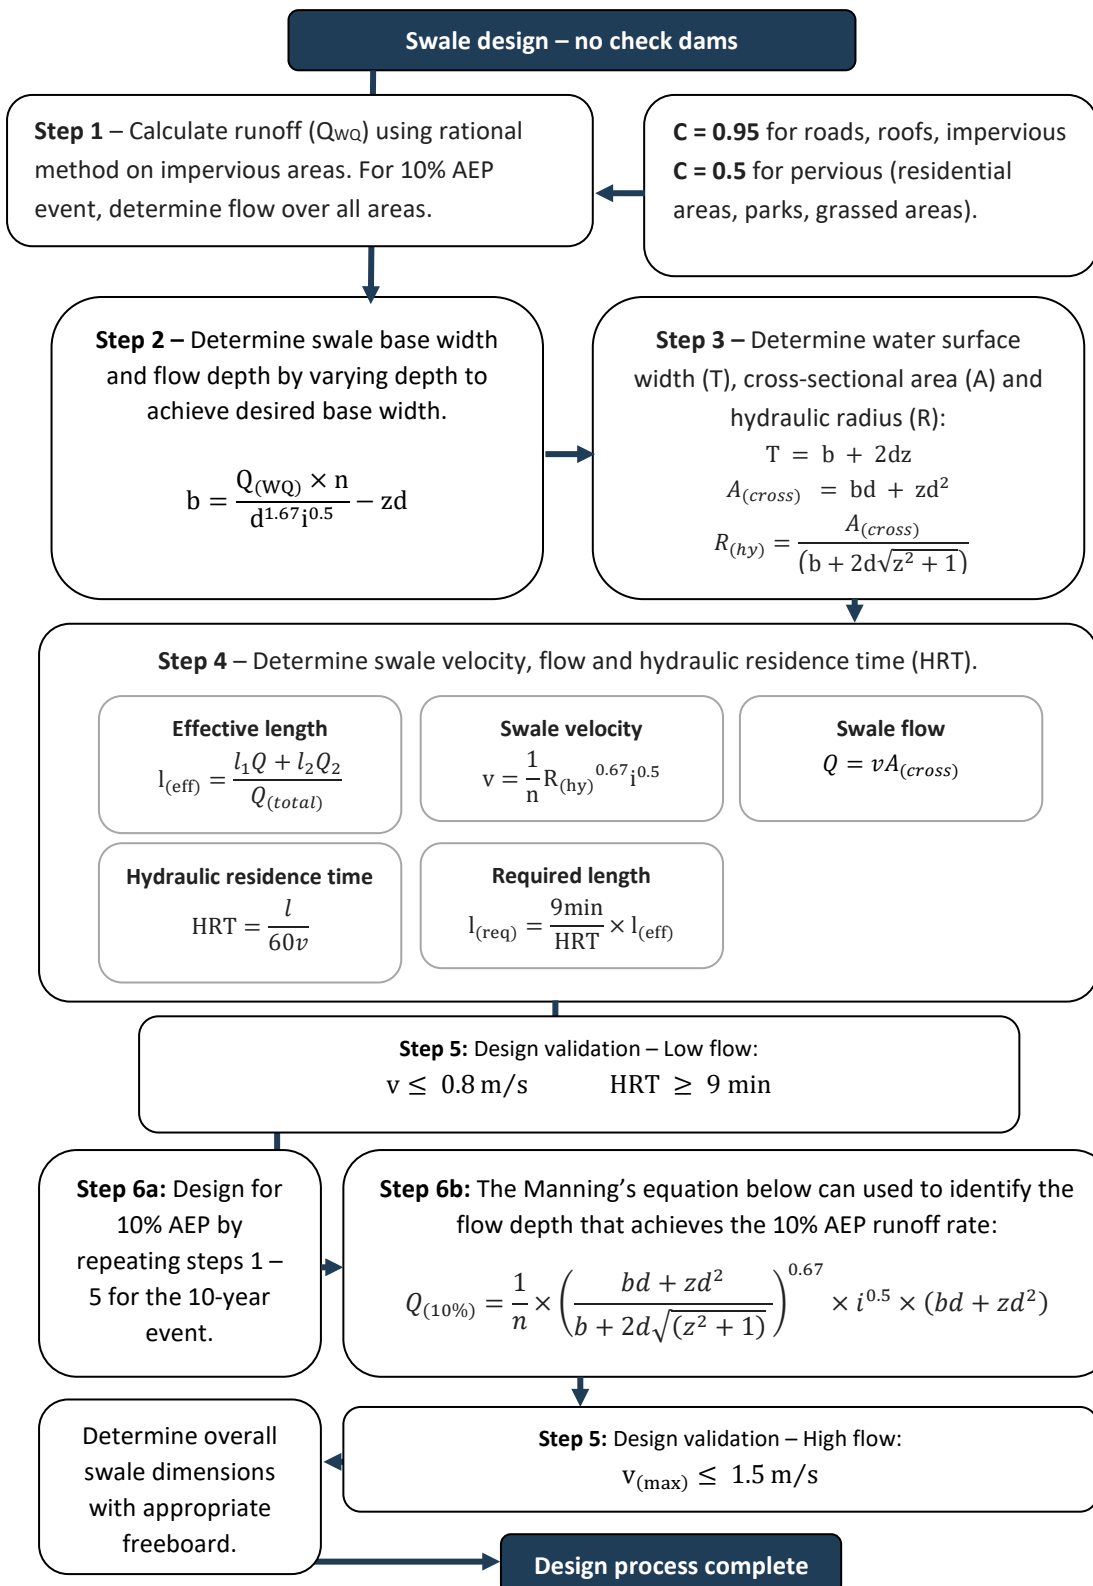 Swale design – no check dams
Step 1 – Calculate runoff (QWQ) using rational
method on impervious areas. For 10% AEP
event, determine flow over all areas.
C = 0.95 for roads, roofs, impervious
C = 0.5 for pervious (residential
areas, parks, grassed areas).
Step 2 – Determine swale base width
and flow depth by varying depth to
achieve desired base width.
b = Q(WQ) × n / d^1.67 i^0.5 − zd
Step 3 – Determine water surface
width (T), cross-sectional area (A) and
hydraulic radius (R):
T = b + 2dz
A(cross) = bd + zd²
R(hy) = A(cross) / (b + 2d√(z² + 1))
Step 4 – Determine swale velocity, flow and hydraulic residence time (HRT).
Effective length
l(eff) = l₁Q + l₂Q₂ / Q(total)
Swale velocity
v = 1/n R(hy)^0.67 i^0.5
Swale flow
Q = vA(cross)
Hydraulic residence time
HRT = l / 60v
Required length
l(req) = 9min / HRT × l(eff)
Step 5: Design validation – Low flow:
v ≤ 0.8 m/s HRT ≥ 9 min
Step 6a: Design for
10% AEP by
repeating steps 1 –
5 for the 10-year
event.
Step 6b: The Manning's equation below can used to identify the
flow depth that achieves the 10% AEP runoff rate:
Q(10%) = 1/n × (bd + zd² / b + 2d√(z² + 1))^0.67 × i^0.5 × (bd + zd²)
Step 5: Design validation – High flow:
v(max) ≤ 1.5 m/s
Determine overall
swale dimensions
with appropriate
freeboard.
Design process complete